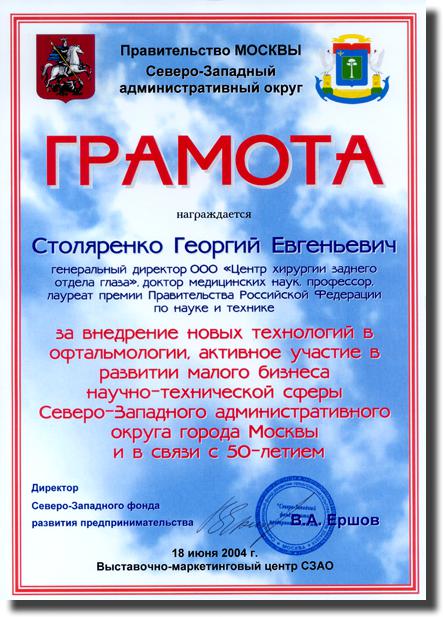 Правительство МОСКВЫ
Северо-Западный
административный округ
ГРАМОТА
награждается
Столяренко Георгий Евгеньевич
генеральный директор ООО «Центр хирургии заднего
отдела глаза», доктор медицинских наук, профессор,
лауреат премии Правительства Российской Федерации
по науке и технике
за внедрение новых технологий в
офтальмологии, активное участие в
развитии малого бизнеса
научно-технической сферы
Северо-Западного административного
округа города Москвы
и в связи с 50-летием
Директор
Северо-Западного фонда
развития предпринимательства
В.А. Ершов
18 июня 2004 г.
Выставочно-маркетинговый центр СЗАО